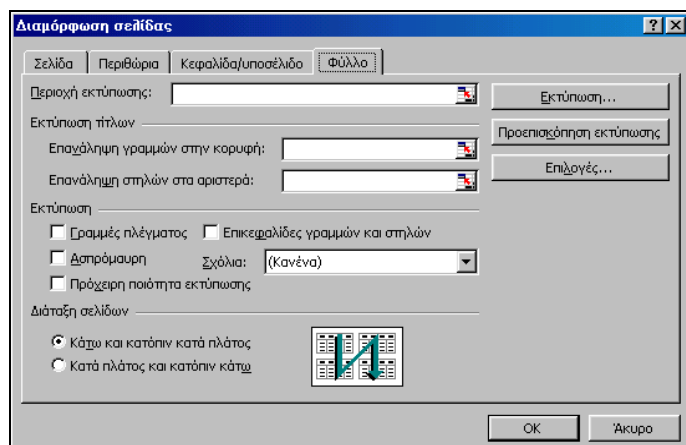 Διαμόρφωση σελίδας
Σελίδα Περιθώρια Κεφαλίδα/υποσέλιδο Φύλλο
Περιοχή εκτύπωσης:
Εκτύπωση...
Εκτύπωση τίτλων
Προεπισκόπηση εκτύπωσης
Επανάληψη γραμμών στην κορυφή:
Επιλογές...
Επανάληψη στηλών στα αριστερά:
Εκτύπωση
Γραμμές πλέγματος Επικεφαλίδες γραμμών και στηλών
Ασπρόμαυρη Σχόλια: (Κανένα)
Πρόχειρη ποιότητα εκτύπωσης
Διάταξη σελίδων
Κάτω και κατόπιν κατά πλάτος
Κατά πλάτος και κατόπιν κάτω
OK Άκυρο